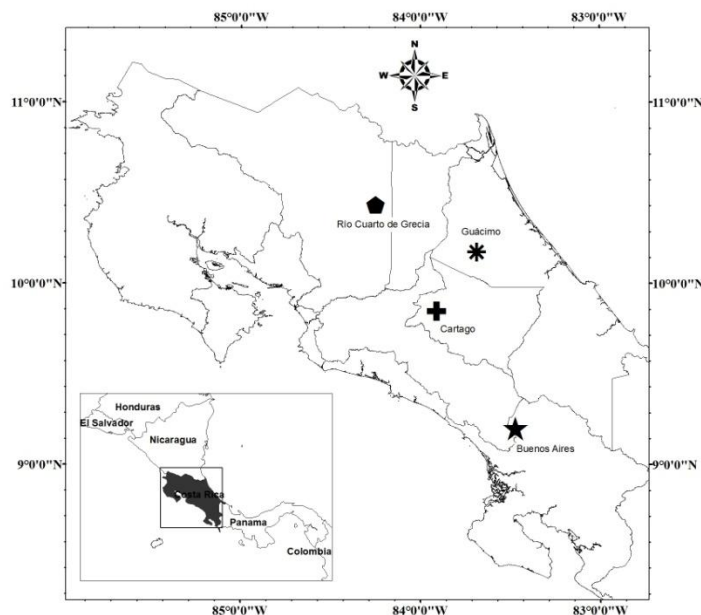 85°0'0"W 84°0'0"W 83°0'0"W
N
W E
S
11°0'0"N 11°0'0"N
Río Cuarto de Grecia
Guácimo
10°0'0"N 10°0'0"N
Cartago
Honduras
El Salvador
Nicaragua
Buenos Aires
9°0'0"N 9°0'0"N
Costa Rica
Panama
Colombia
85°0'0"W 84°0'0"W 83°0'0"W